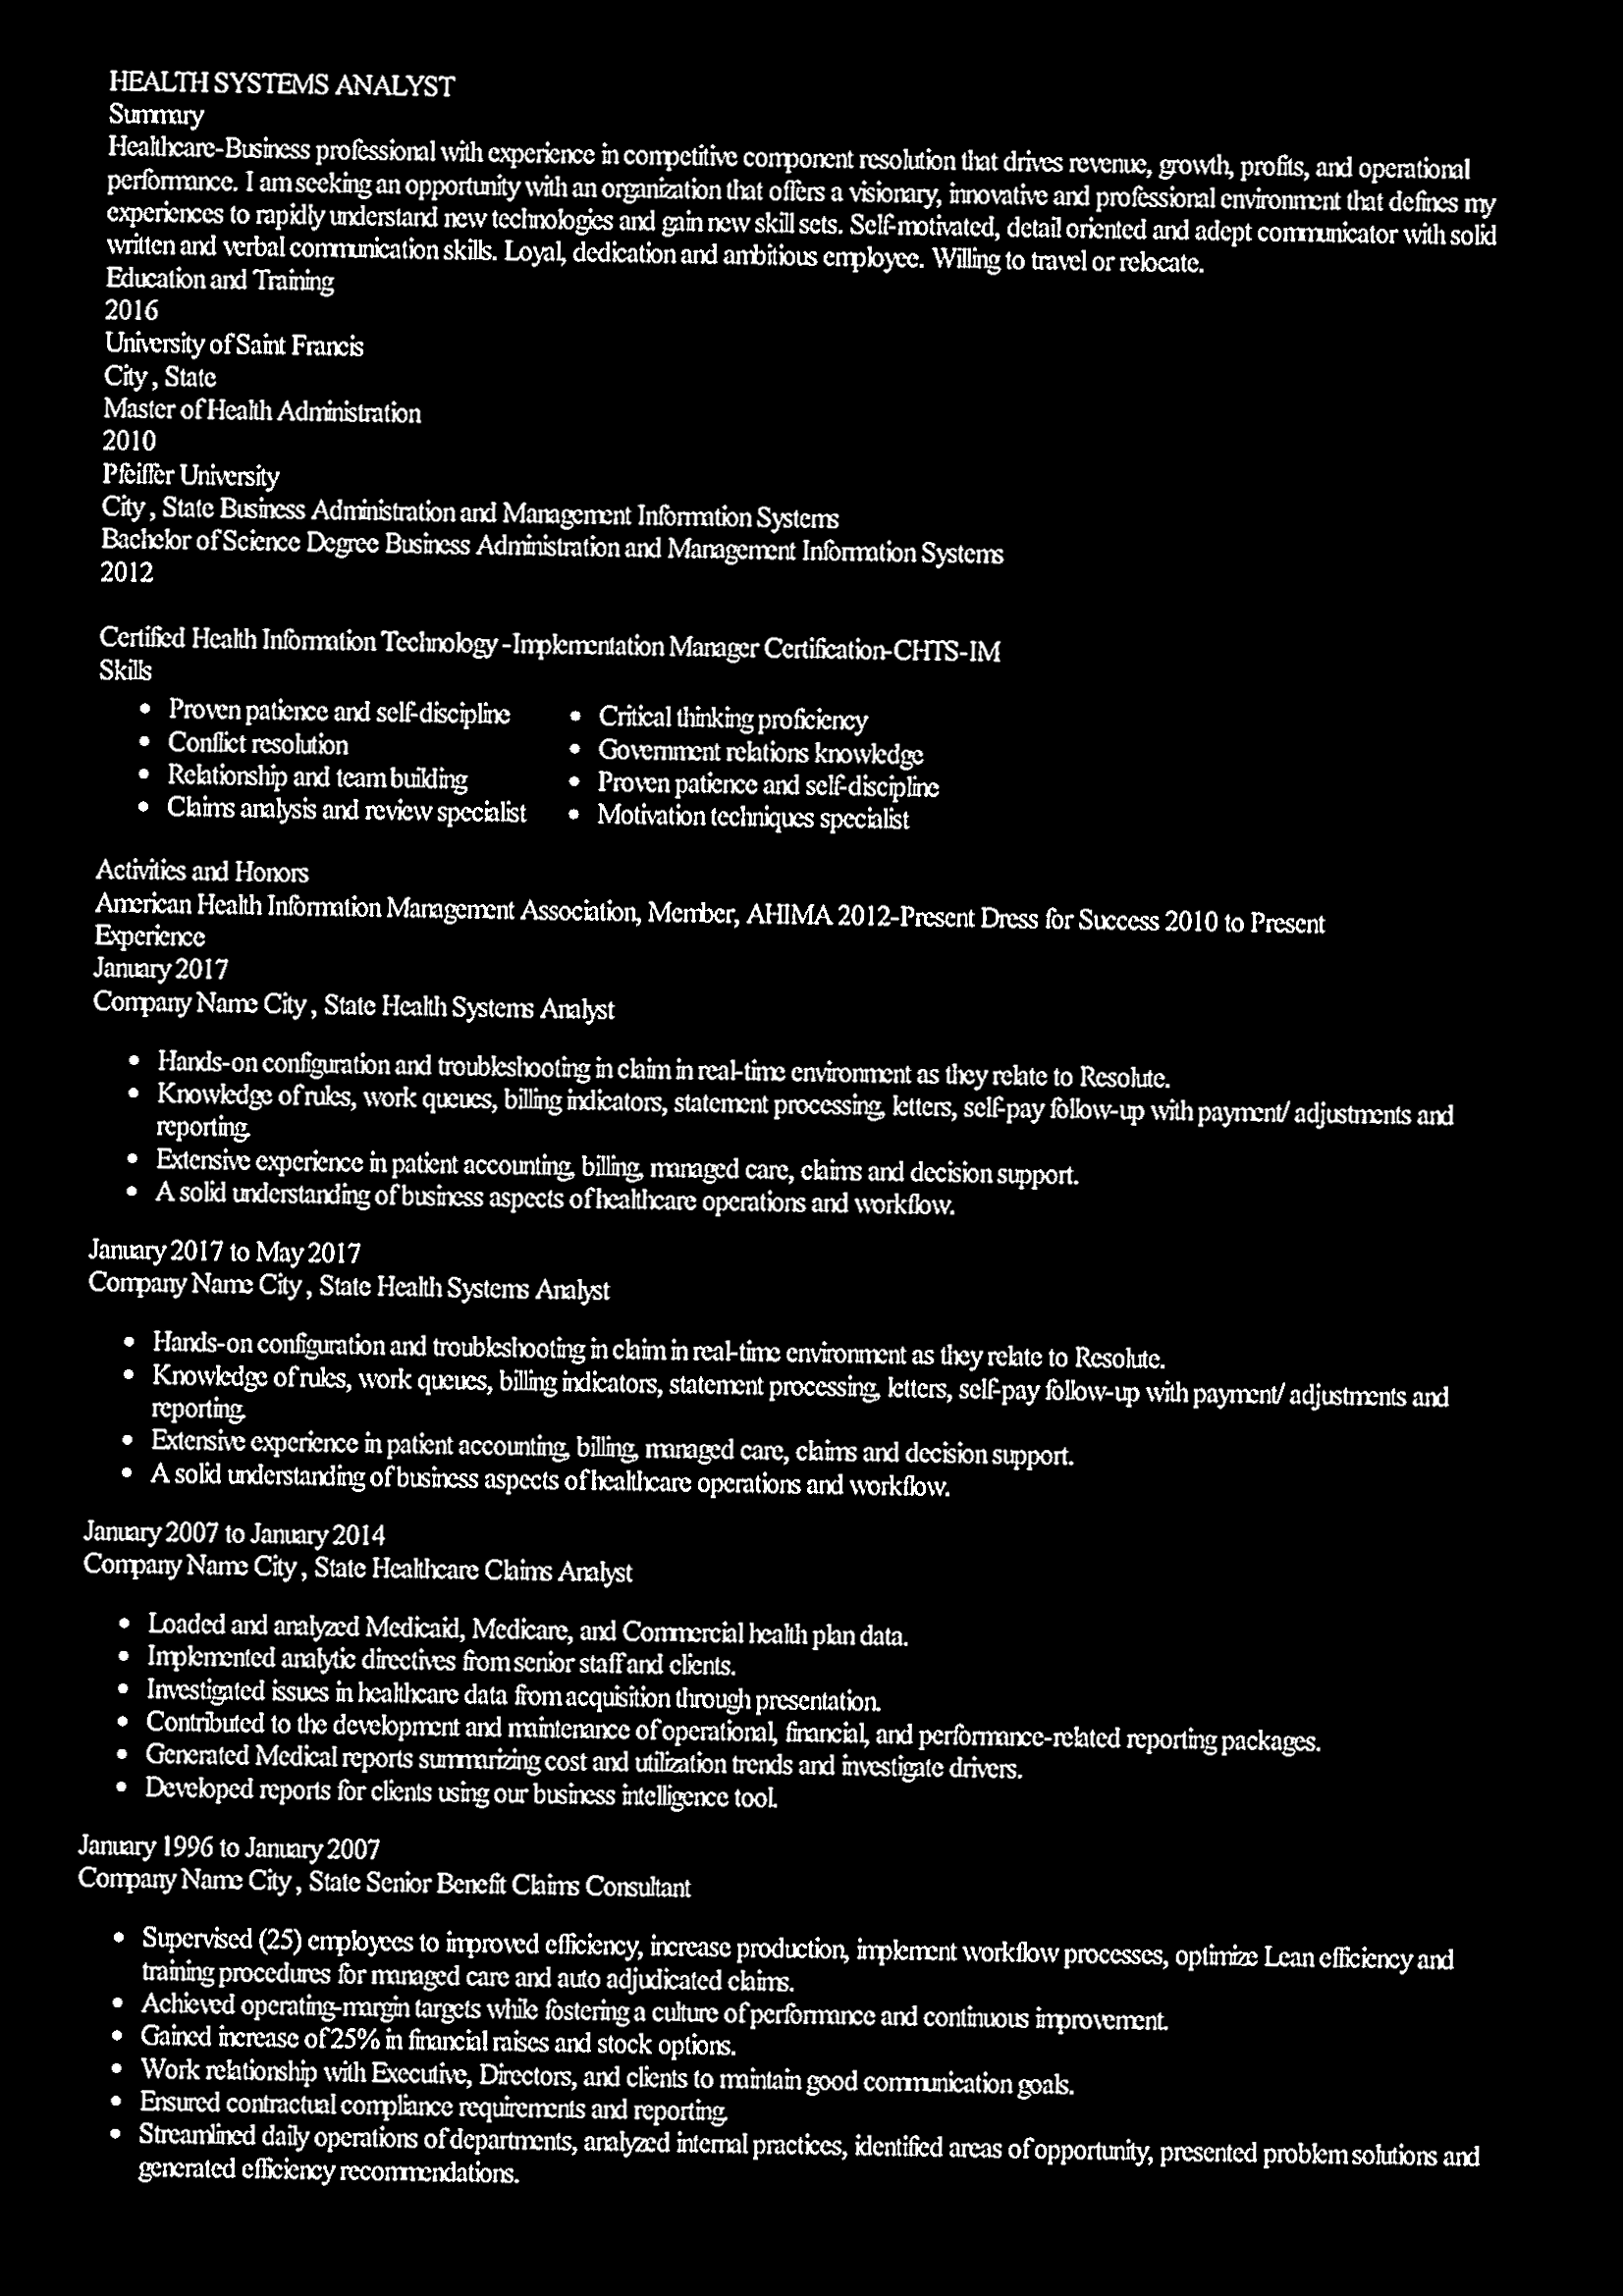 HEALTH SYSTEMS ANALYST
Summary
Healthcare-Business professional with experience in competitive component resolution that drives revenue, growth, profits, and operational
performance. I am seeking an opportunity with an organization that offers a visionary, innovative and professional environment that defines my
experiences to rapidly understand new technologies and gain new skill sets. Self-motivated, detail oriented and adept communicator with solid
written and verbal communication skills. Loyal, dedication and ambitious employee. Willing to travel or relocate.
Education and Training
2016
University of Saint Francis
City , State
Master of Health Administration
2010
Pfeiffer University
City , State Business Administration and Management Information Systems
Bachelor of Science Degree Business Administration and Management Information Systems
2012
Certified Health Information Technology -Implementation Manager Certification-CHTS-IM
Skills
• Proven patience and self-discipline
• Conflict resolution
• Relationship and team building
• Claims analysis and review specialist
• Critical thinking proficiency
• Government relations knowledge
• Proven patience and self-discipline
• Motivation techniques specialist
Activities and Honors
American Health Information Management Association, Member, AHIMA 2012-Present Dress for Success 2010 to Present
Experience
January 2017
Company Name City , State Health Systems Analyst
• Hands-on configuration and troubleshooting in claim in real-time environment as they relate to Resolute.
• Knowledge of rules, work queues, billing indicators, statement processing, letters, self-pay follow-up with payment/ adjustments and
reporting.
• Extensive experience in patient accounting, billing, managed care, claims and decision support.
• A solid understanding of business aspects of healthcare operations and workflow.
January 2017 to May 2017
Company Name City , State Health Systems Analyst
• Hands-on configuration and troubleshooting in claim in real-time environment as they relate to Resolute.
• Knowledge of rules, work queues, billing indicators, statement processing, letters, self-pay follow-up with payment/ adjustments and
reporting.
• Extensive experience in patient accounting, billing, managed care, claims and decision support.
• A solid understanding of business aspects of healthcare operations and workflow.
January 2007 to January 2014
Company Name City , State Healthcare Claims Analyst
• Loaded and analyzed Medicaid, Medicare, and Commercial health plan data.
• Implemented analytic directives from senior staff and clients.
• Investigated issues in healthcare data from acquisition through presentation.
• Contributed to the development and maintenance of operational, financial, and performance-related reporting packages.
• Generated Medical reports summarizing cost and utilization trends and investigate drivers.
• Developed reports for clients using our business intelligence tool.
January 1996 to January 2007
Company Name City , State Senior Benefit Claims Consultant
• Supervised (25) employees to improved efficiency, increase production, implement workflow processes, optimize Lean efficiency and
training procedures for managed care and auto adjudicated claims.
• Achieved operating-margin targets while fostering a culture of performance and continuous improvement.
• Gained increase of 25% in financial raises and stock options.
• Work relationship with Executive, Directors, and clients to maintain good communication goals.
• Ensured contractual compliance requirements and reporting.
• Streamlined daily operations of departments, analyzed internal practices, identified areas of opportunity, presented problem solutions and
generated efficiency recommendations.